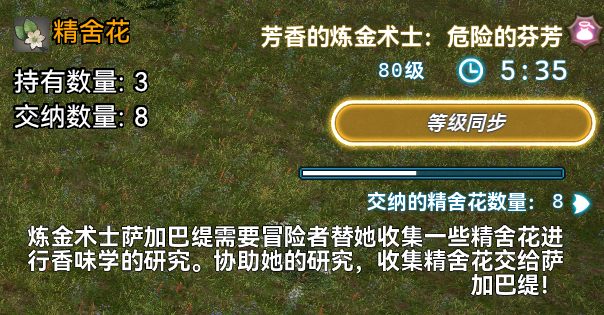 精舍花
芳香的炼金术士：危险的芬芳
持有数量: 3
80级
5:35
交纳数量: 8
等级同步
交纳的精舍花数量： 8
炼金术士萨加巴缇需要冒险者替她收集一些精舍花进
行香味学的研究。协助她的研究，收集精舍花交给萨
加巴缇！